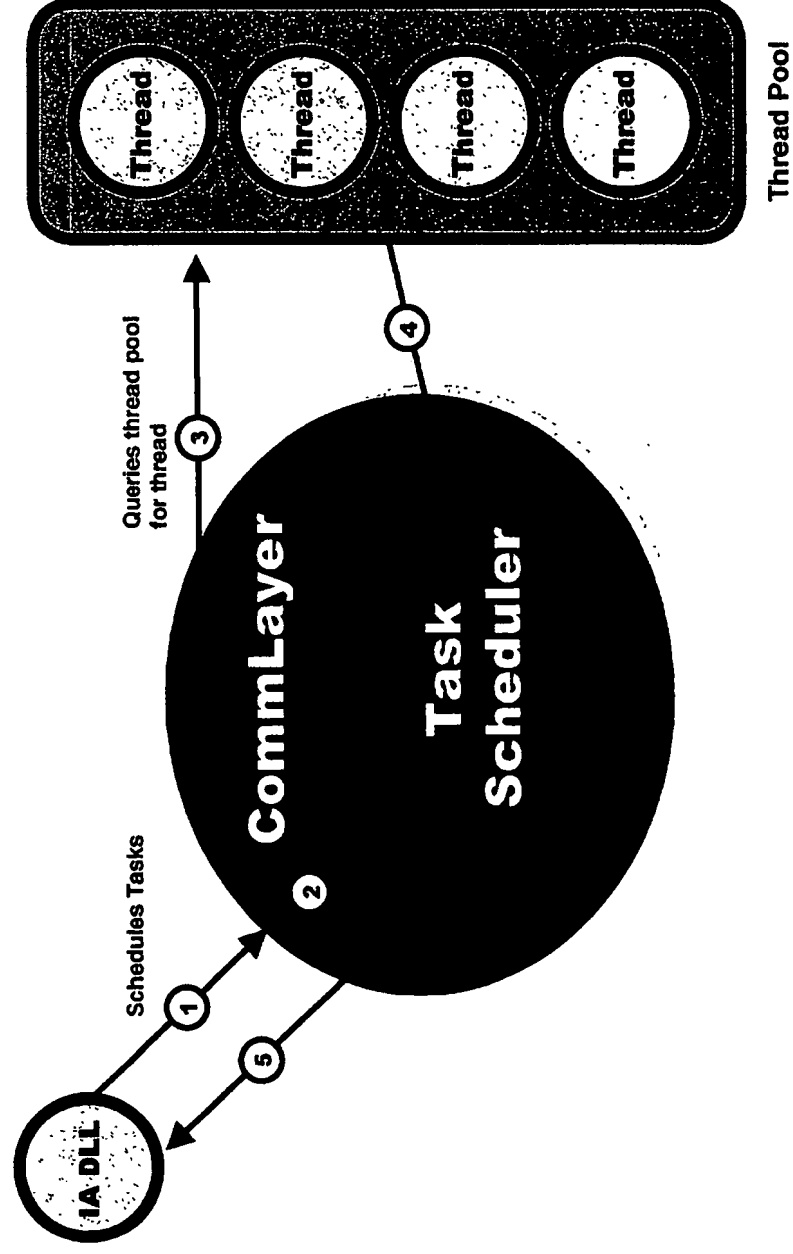 IA DLL
Schedules Tasks
1
5
2
CommLayer
Task
Scheduler
Queries thread pool
for thread
3
4
Thread
Thread
Thread
Thread
Thread Pool